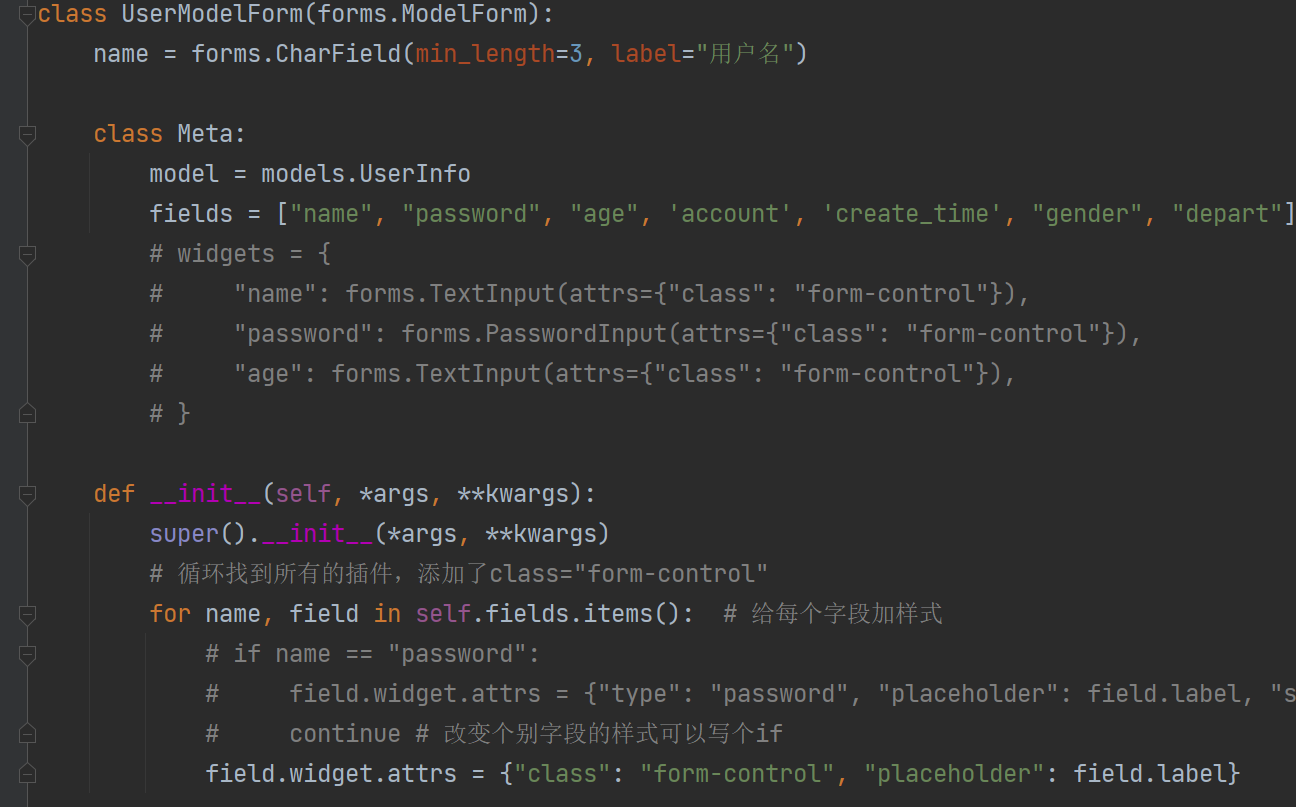 class UserModelForm(forms.ModelForm):
    name = forms.CharField(min_length=3, label="用户名")
    class Meta:
        model = models.UserInfo
        fields = ["name", "password", "age", 'account', 'create_time', "gender", "depart"]
        # widgets = {
        #     "name": forms.TextInput(attrs={"class": "form-control"}),
        #     "password": forms.PasswordInput(attrs={"class": "form-control"}),
        #     "age": forms.TextInput(attrs={"class": "form-control"}),
        # }
    def __init__(self, *args, **kwargs):
        super().__init__(*args, **kwargs)
        # 循环找到所有的插件，添加了class="form-control"
        for name, field in self.fields.items():  # 给每个字段加样式
            # if name == "password":
            #     field.widget.attrs = {"type": "password", "placeholder": field.label, "s
            #     continue # 改变个别字段的样式可以写个if
            field.widget.attrs = {"class": "form-control", "placeholder": field.label}